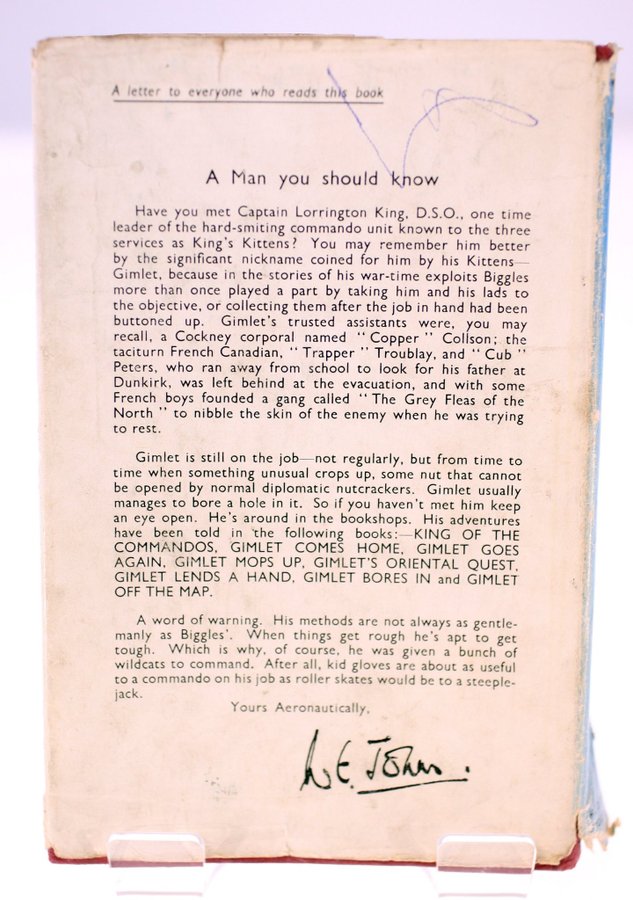 A letter to everyone who reads this book
A Man you should know
Have you met Captain Lorrington King, D.S.O., one time
leader of the hard-smiting commando unit known to the three
services as King's Kittens? You may remember him better
by the significant nickname coined for him by his Kittens—
Gimlet, because in the stories of his war-time exploits Biggles
more than once played a part by taking him and his lads to
the objective, or collecting them after the job in hand had been
buttoned up. Gimlet's trusted assistants were, you may
recall, a Cockney corporal named "Copper" Collson; the
taciturn French Canadian, "Trapper" Troublay, and "Cub"
Peters, who ran away from school to look for his father at
Dunkirk, was left behind at the evacuation, and with some
French boys founded a gang called "The Grey Fleas of the
North" to nibble the skin of the enemy when he was trying
to rest.
Gimlet is still on the job—not regularly, but from time to
time when something unusual crops up, some nut that cannot
be opened by normal diplomatic nutcrackers. Gimlet usually
manages to bore a hole in it. So if you haven't met him keep
an eye open. He's around in the bookshops. His adventures
have been told in the following books:—KING OF THE
COMMANDOS, GIMLET COMES HOME, GIMLET GOES
AGAIN, GIMLET MOPS UP, GIMLET'S ORIENTAL QUEST,
GIMLET LENDS A HAND, GIMLET BORES IN and GIMLET
OFF THE MAP.
A word of warning. His methods are not always as gentle-
manly as Biggles'. When things get rough he's apt to get
tough. Which is why, of course, he was given a bunch of
wildcats to command. After all, kid gloves are about as useful
to a commando on his job as roller skates would be to a steeple-
jack.
Yours Aeronautically,
W.E. Johns.